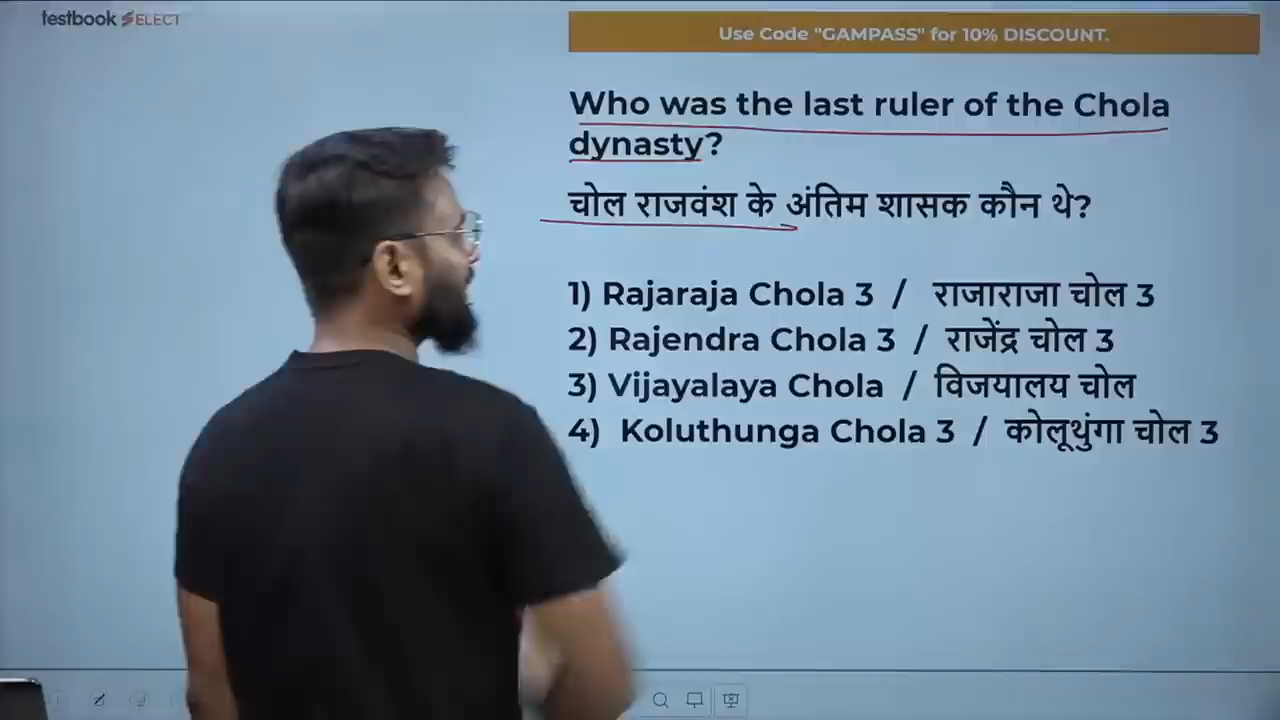 testbook SELECT
Use Code "GAMPASS" for 10% DISCOUNT.
Who was the last ruler of the Chola
dynasty?
चोल राजवंश के अंतिम शासक कौन थे?
1) Rajaraja Chola 3 / राजाराजा चोल 3
2) Rajendra Chola 3 / राजेंद्र चोल 3
3) Vijayalaya Chola / विजयालय चोल
4) Koluthunga Chola 3 / कोलूथुंगा चोल 3